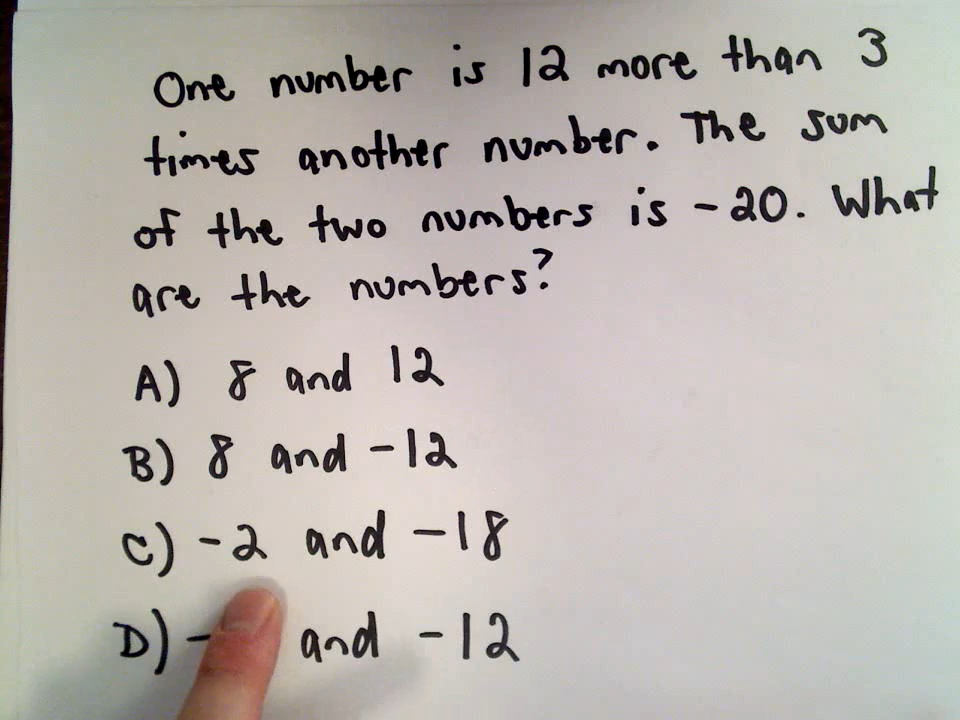 One number is 12 more than 3
times another number. The sum
of the two numbers is -20. What
are the numbers?
A) 8 and 12
B) 8 and -12
C) -2 and -18
D) - and -12